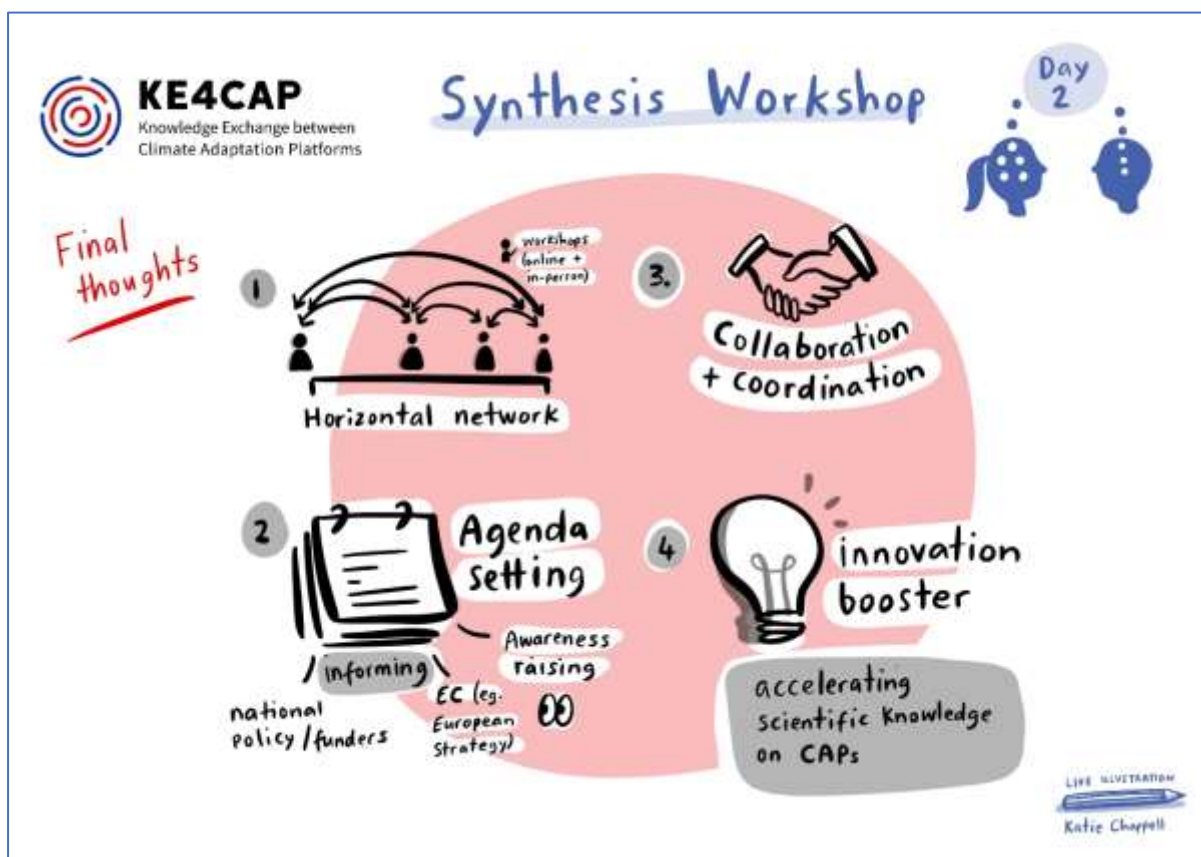 KE4CAP
Knowledge Exchange between
Climate Adaptation Platforms
Synthesis Workshop
Day
2
Final
thoughts
1
workshops
(online +
in-person)
Horizontal network
2
Agenda
setting
informing
national
policy/funders
EC (eg.
European
Strategy)
Awareness
raising
3.
Collaboration
+ coordination
4
innovation
booster
accelerating
scientific Knowledge
on CAPs
LIVE ILLUSTRATION
Katie Chappell